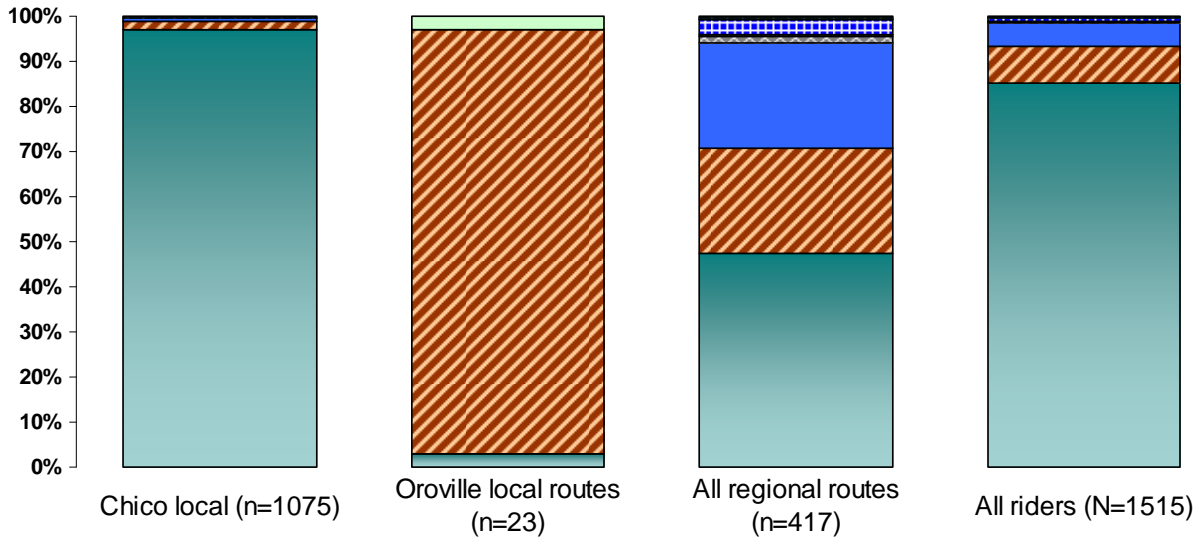 100%
90%
80%
70%
60%
50%
40%
30%
20%
10%
0%
Chico local (n=1075)
Oroville local routes
(n=23)
All regional routes
(n=417)
All riders (N=1515)